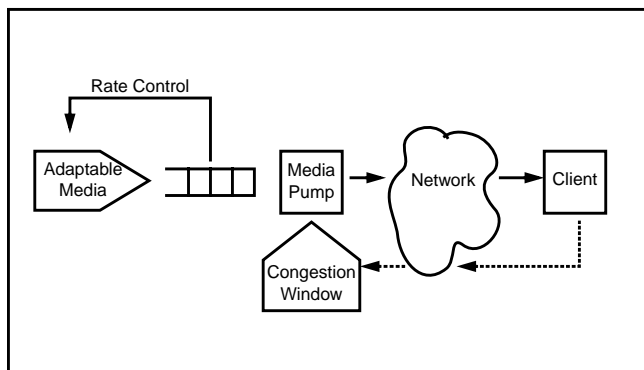 Rate Control
Adaptable
Media
Media
Pump
Network
Client
Congestion
Window